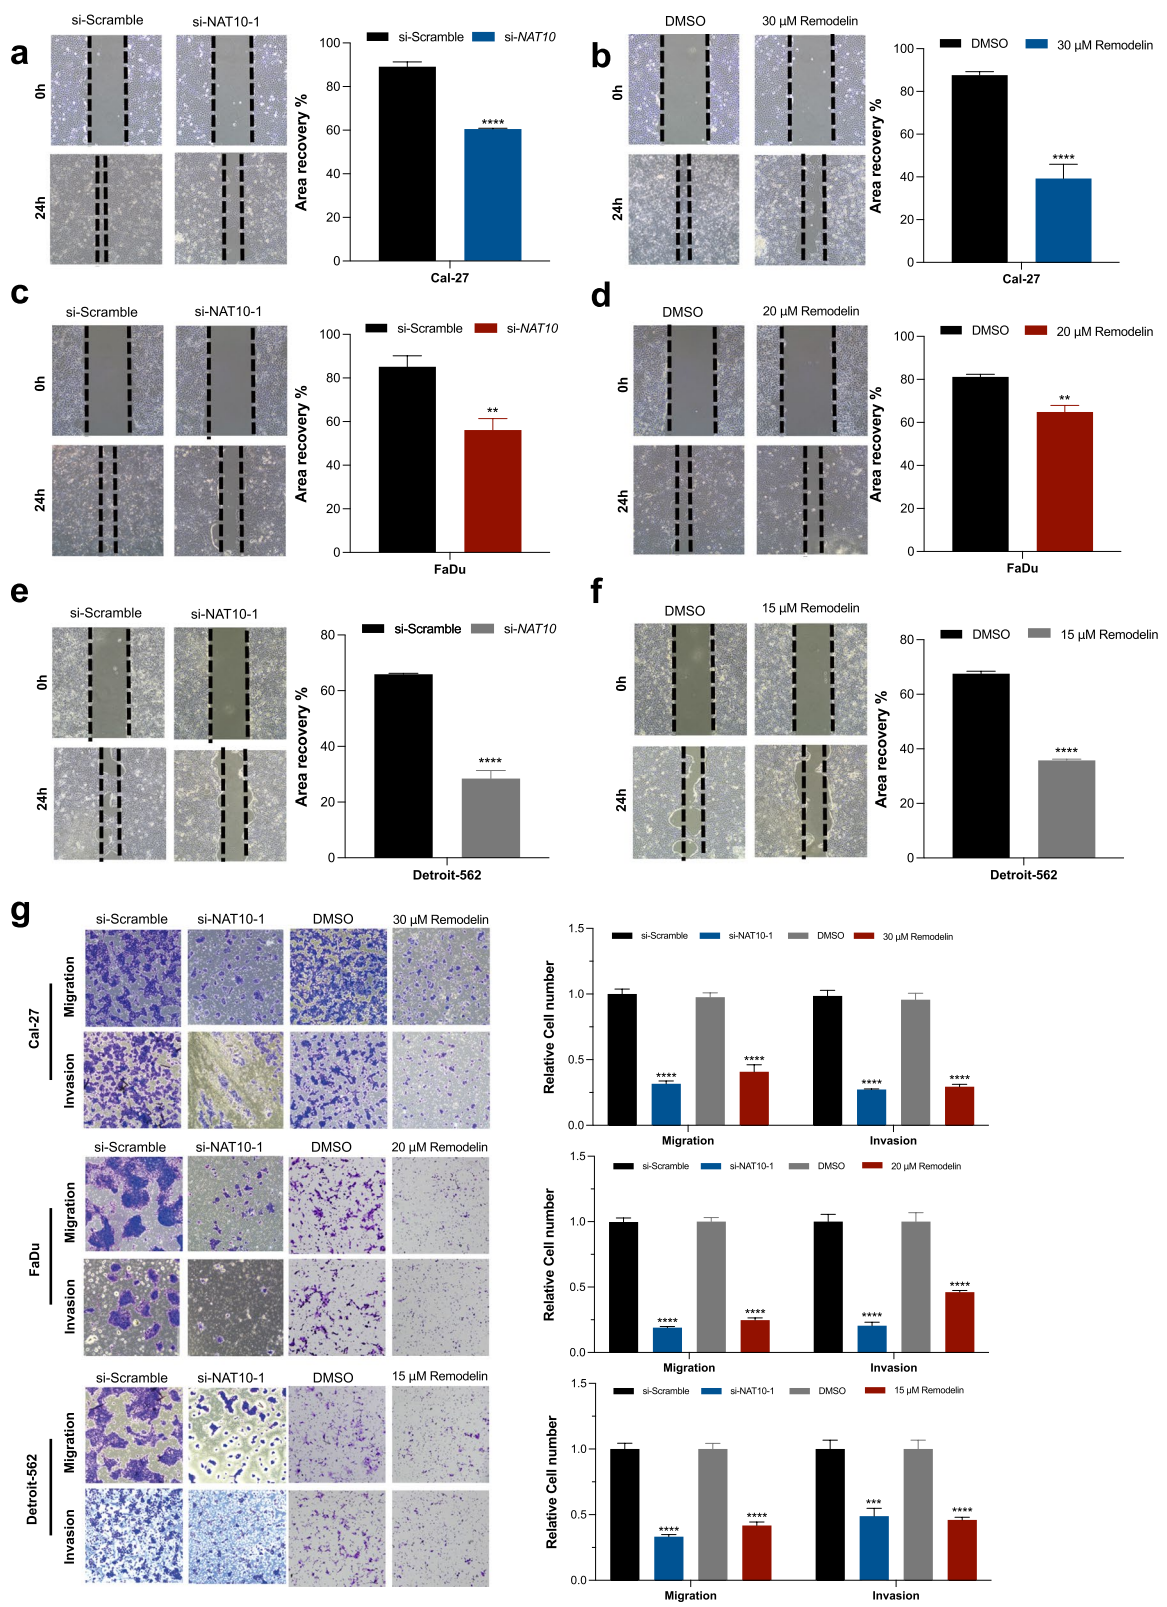 a
si-Scramble
si-NAT10-1
0h
24h
si-Scramble
si-NAT10
Area recovery %
100
80
60
40
20
0
****
Cal-27
b
DMSO
30 μM Remodelin
0h
24h
DMSO
30 μM Remodelin
Area recovery %
100
80
60
40
20
0
****
Cal-27
c
si-Scramble
si-NAT10-1
0h
24h
si-Scramble
si-NAT10
Area recovery %
100
80
60
40
20
0
**
FaDu
d
DMSO
20 μM Remodelin
0h
24h
DMSO
20 μM Remodelin
Area recovery %
100
80
60
40
20
0
**
FaDu
e
si-Scramble
si-NAT10-1
0h
24h
si-Scramble
si-NAT10
Area recovery %
80
60
40
20
0
****
Detroit-562
f
DMSO
15 μM Remodelin
0h
24h
DMSO
15 μM Remodelin
Area recovery %
80
60
40
20
0
****
Detroit-562
g
si-Scramble
si-NAT10-1
DMSO
30 μM Remodelin
Cal-27
Migration
Invasion
si-Scramble
si-NAT10-1
DMSO
30 μM Remodelin
Relative Cell number
1.5
1.0
0.5
0.0
****
****
****
****
Migration
Invasion
si-Scramble
si-NAT10-1
DMSO
20 μM Remodelin
FaDu
Migration
Invasion
si-Scramble
si-NAT10-1
DMSO
20 μM Remodelin
Relative Cell number
1.5
1.0
0.5
0.0
****
****
****
****
Migration
Invasion
si-Scramble
si-NAT10-1
DMSO
15 μM Remodelin
Detroit-562
Migration
Invasion
si-Scramble
si-NAT10-1
DMSO
15 μM Remodelin
Relative Cell number
1.5
1.0
0.5
0.0
****
****
***
****
Migration
Invasion